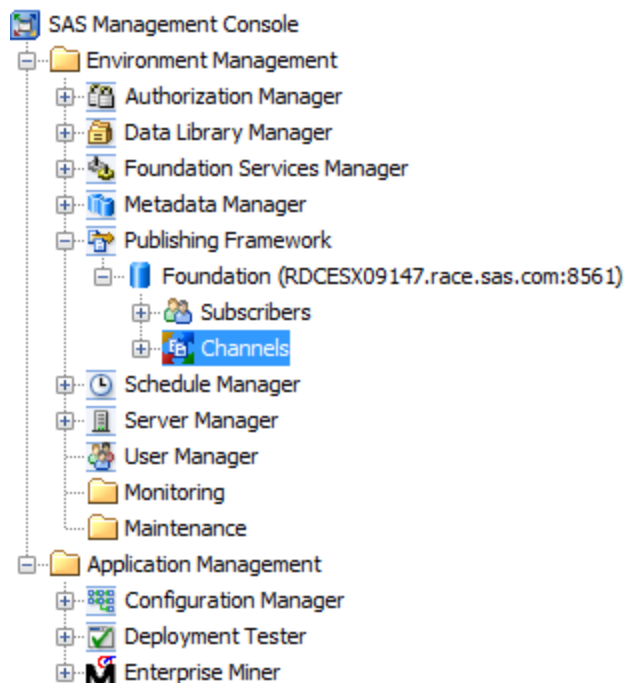 SAS Management Console
Environment Management
Authorization Manager
Data Library Manager
Foundation Services Manager
Metadata Manager
Publishing Framework
Foundation (RDCESX09147.race.sas.com:8561)
Subscribers
Channels
Schedule Manager
Server Manager
User Manager
Monitoring
Maintenance
Application Management
Configuration Manager
Deployment Tester
Enterprise Miner